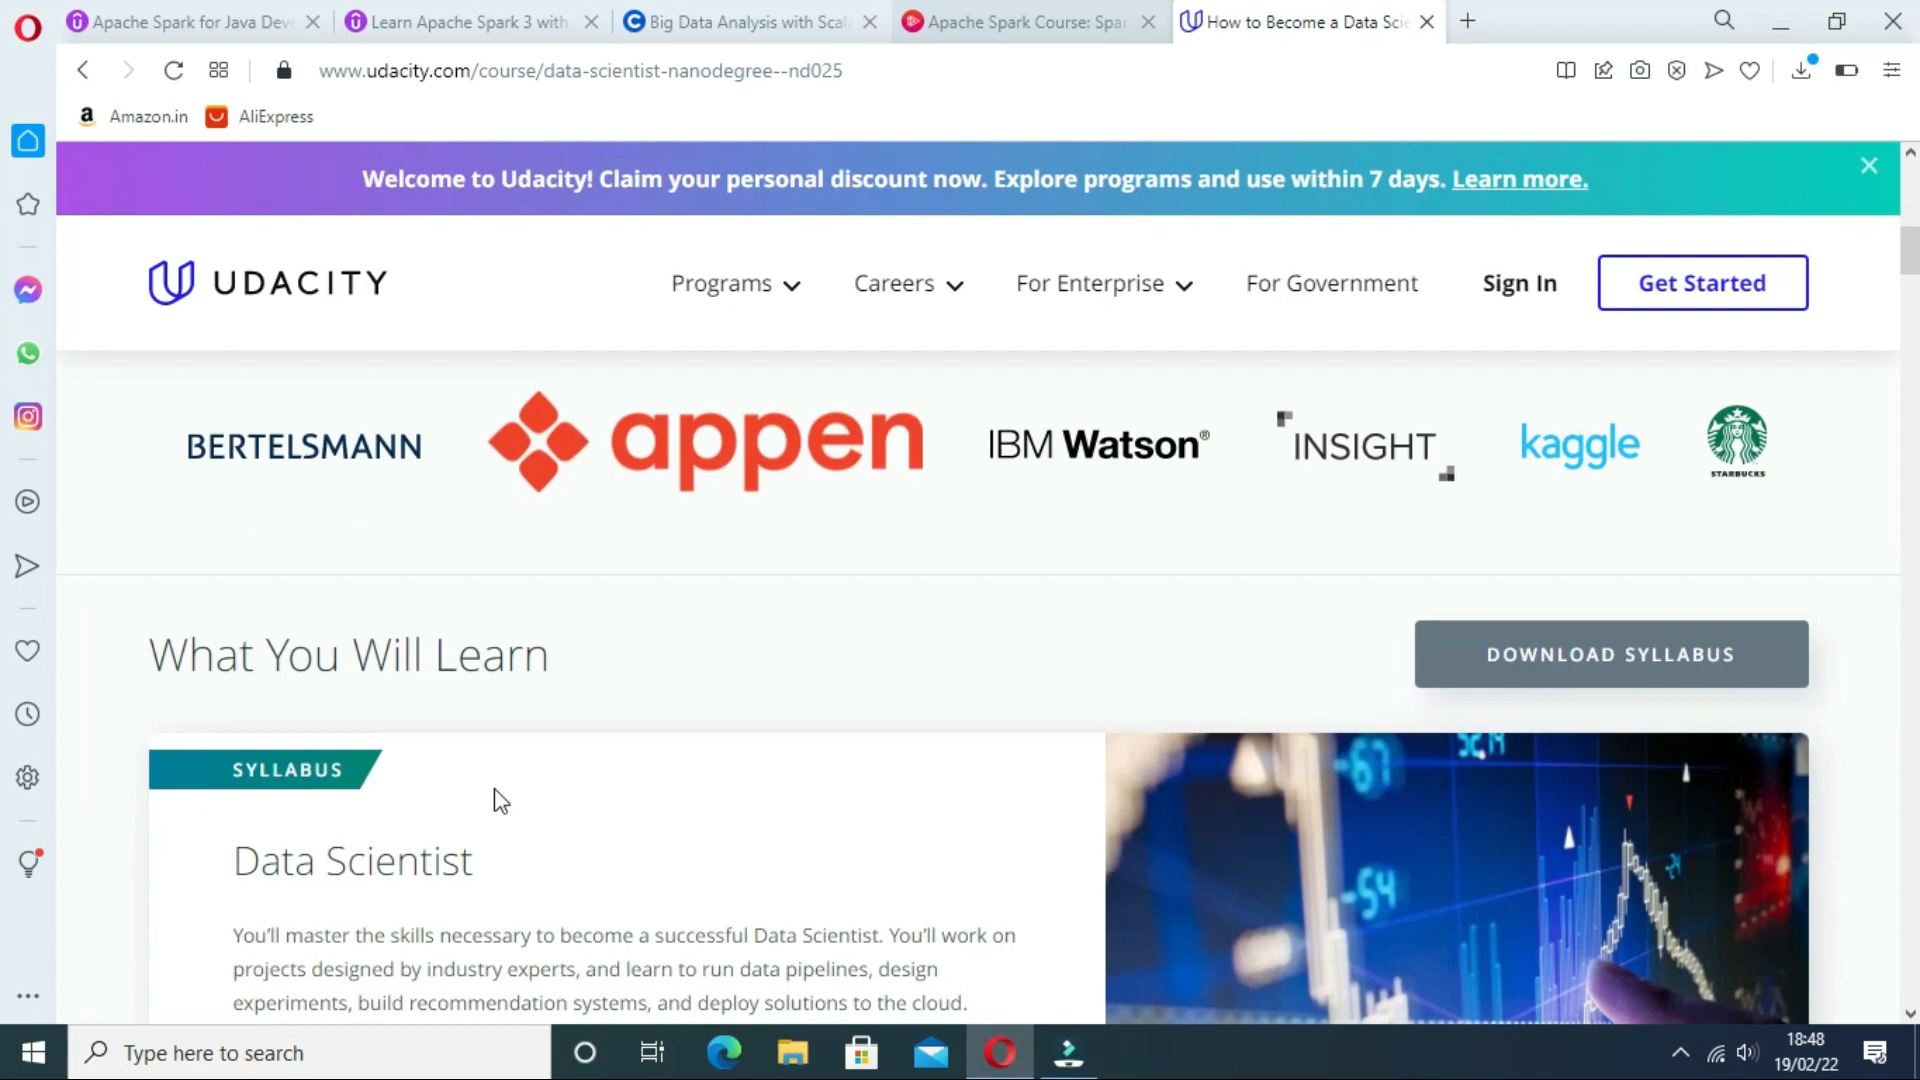 Apache Spark for Java Deve
Learn Apache Spark 3 with
Big Data Analysis with Scala
Apache Spark Course: Spar
How to Become a Data Scie
www.udacity.com/course/data-scientist-nanodegree--nd025
Amazon.in
AliExpress
Welcome to Udacity! Claim your personal discount now. Explore programs and use within 7 days. Learn more.
UDACITY
Programs
Careers
For Enterprise
For Government
Sign In
Get Started
BERTELSMANN
appen
IBM Watson®
INSIGHT
kaggle
STARBUCKS
What You Will Learn
DOWNLOAD SYLLABUS
SYLLABUS
Data Scientist
You'll master the skills necessary to become a successful Data Scientist. You'll work on
projects designed by industry experts, and learn to run data pipelines, design
experiments, build recommendation systems, and deploy solutions to the cloud.
-67
-54
-24
Type here to search
18:48
19/02/22